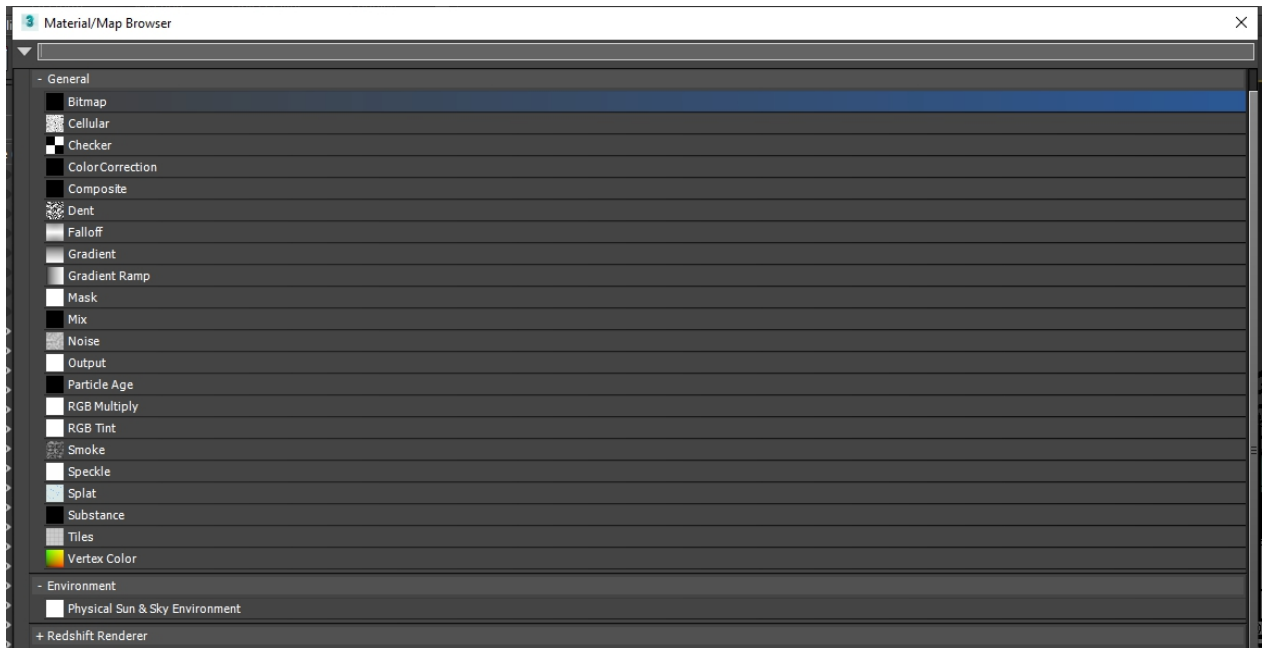 3 Material/Map Browser
- General
Bitmap
Cellular
Checker
Color Correction
Composite
Dent
Falloff
Gradient
Gradient Ramp
Mask
Mix
Noise
Output
Particle Age
RGB Multiply
RGB Tint
Smoke
Speckle
Splat
Substance
Tiles
Vertex Color
- Environment
Physical Sun & Sky Environment
+ Redshift Renderer